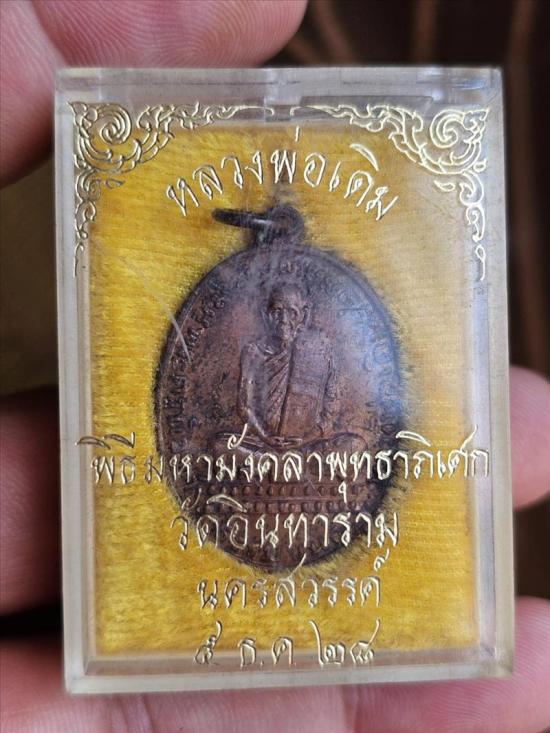 หลวงพ่อเดิม
พิธีมหามังคลาพุทธาภิเศก
วัดอินทาราม
นครสวรรค์
๕ ธ.ค. ๒๘